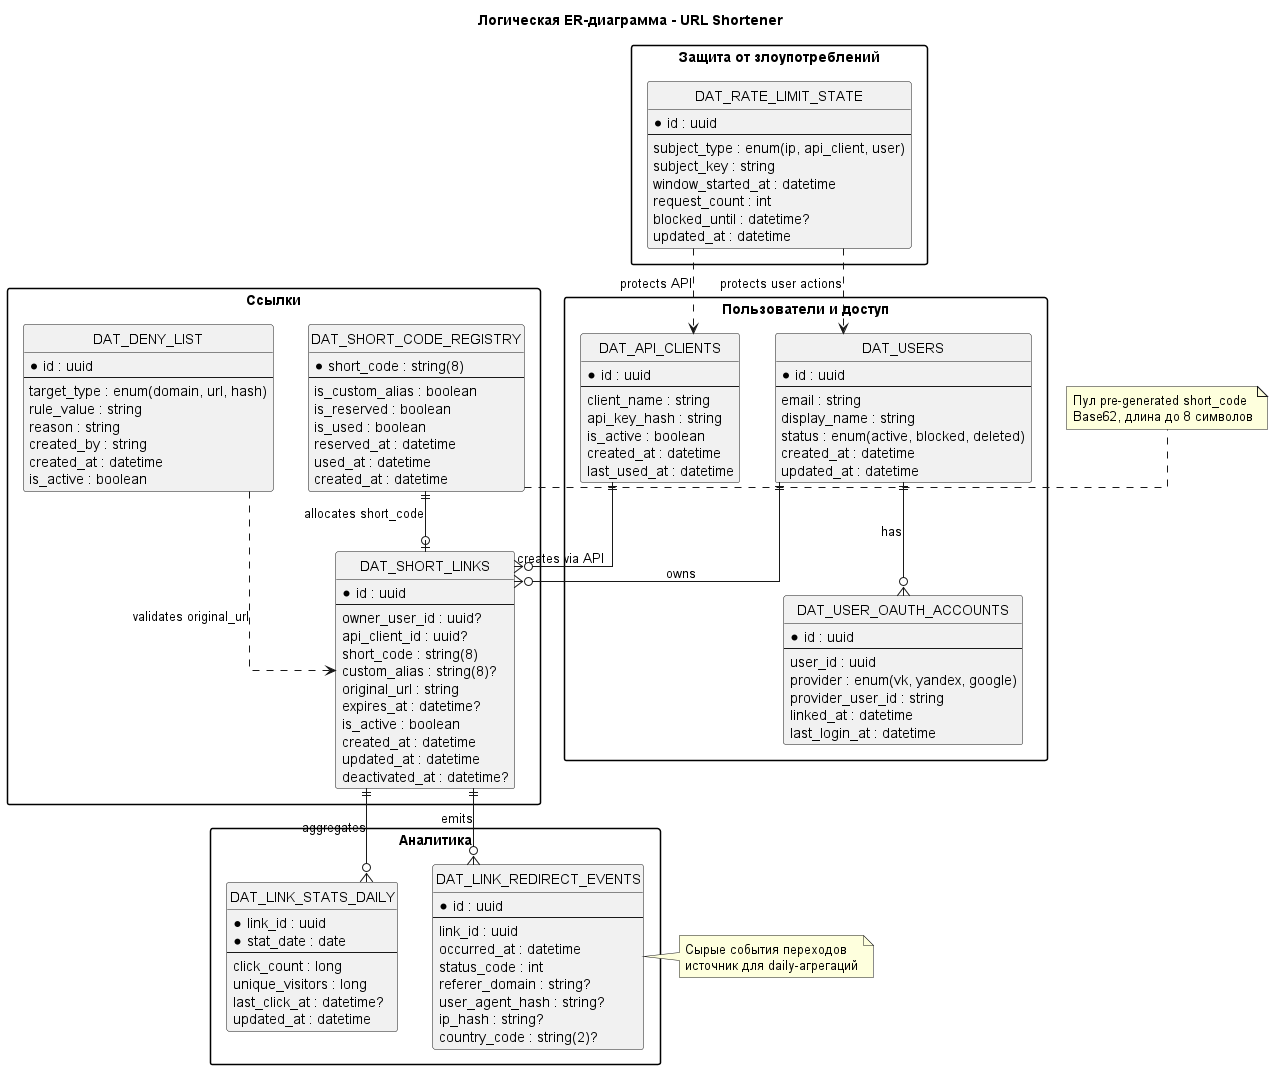 Логическая ER-диаграмма - URL Shortener
Защита от злоупотреблений
DAT_RATE_LIMIT_STATE
id : uuid
subject_type : enum(ip, api_client, user)
subject_key : string
window_started_at : datetime
request_count : int
blocked_until : datetime?
updated_at : datetime
protects API
protects user actions
Ссылки
DAT_DENY_LIST
id : uuid
target_type : enum(domain, url, hash)
rule_value : string
reason : string
created_by : string
created_at : datetime
is_active : boolean
DAT_SHORT_CODE_REGISTRY
short_code : string(8)
is_custom_alias : boolean
is_reserved : boolean
is_used : boolean
reserved_at : datetime
used_at : datetime
created_at : datetime
Пользователи и доступ
DAT_API_CLIENTS
id : uuid
client_name : string
api_key_hash : string
is_active : boolean
created_at : datetime
last_used_at : datetime
DAT_USERS
id : uuid
email : string
display_name : string
status : enum(active, blocked, deleted)
created_at : datetime
updated_at : datetime
Пул pre-generated short_code
Base62, длина до 8 символов
allocates short_code
has
creates via API
owns
validates original_url
DAT_SHORT_LINKS
id : uuid
owner_user_id : uuid?
api_client_id : uuid?
short_code : string(8)
custom_alias : string(8)?
original_url : string
expires_at : datetime?
is_active : boolean
created_at : datetime
updated_at : datetime
deactivated_at : datetime?
DAT_USER_OAUTH_ACCOUNTS
id : uuid
user_id : uuid
provider : enum(vk, yandex, google)
provider_user_id : string
linked_at : datetime
last_login_at : datetime
aggregates
emits
Аналитика
DAT_LINK_STATS_DAILY
link_id : uuid
stat_date : date
click_count : long
unique_visitors : long
last_click_at : datetime?
updated_at : datetime
DAT_LINK_REDIRECT_EVENTS
id : uuid
link_id : uuid
occurred_at : datetime
status_code : int
referer_domain : string?
user_agent_hash : string?
ip_hash : string?
country_code : string(2)?
Сырые события переходов
источник для daily-агрегаций